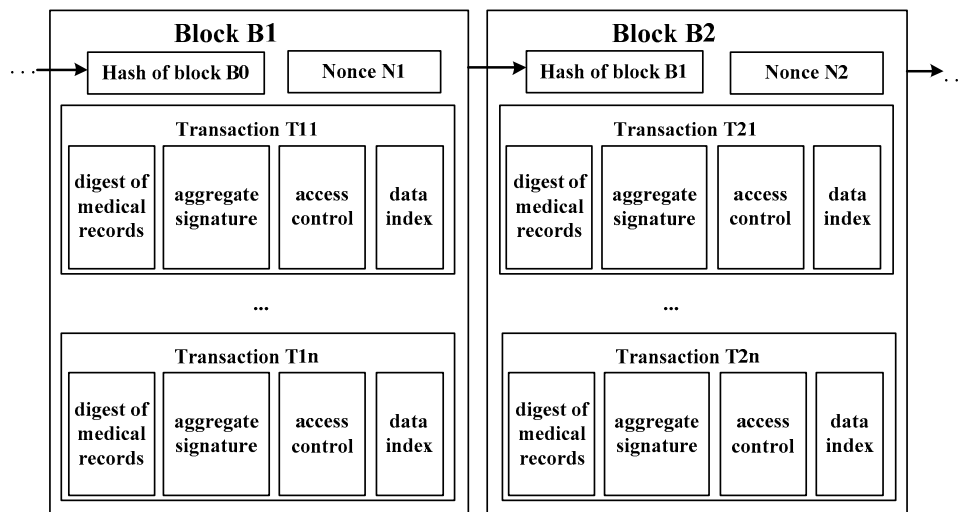 Block B1
...
Hash of block B0
Nonce N1
Transaction T11
digest of
medical
records
aggregate
signature
access
control
data
index
...
Transaction T1n
digest of
medical
records
aggregate
signature
access
control
data
index
Block B2
Hash of block B1
Nonce N2
Transaction T21
digest of
medical
records
aggregate
signature
access
control
data
index
...
Transaction T2n
digest of
medical
records
aggregate
signature
access
control
data
index
. .